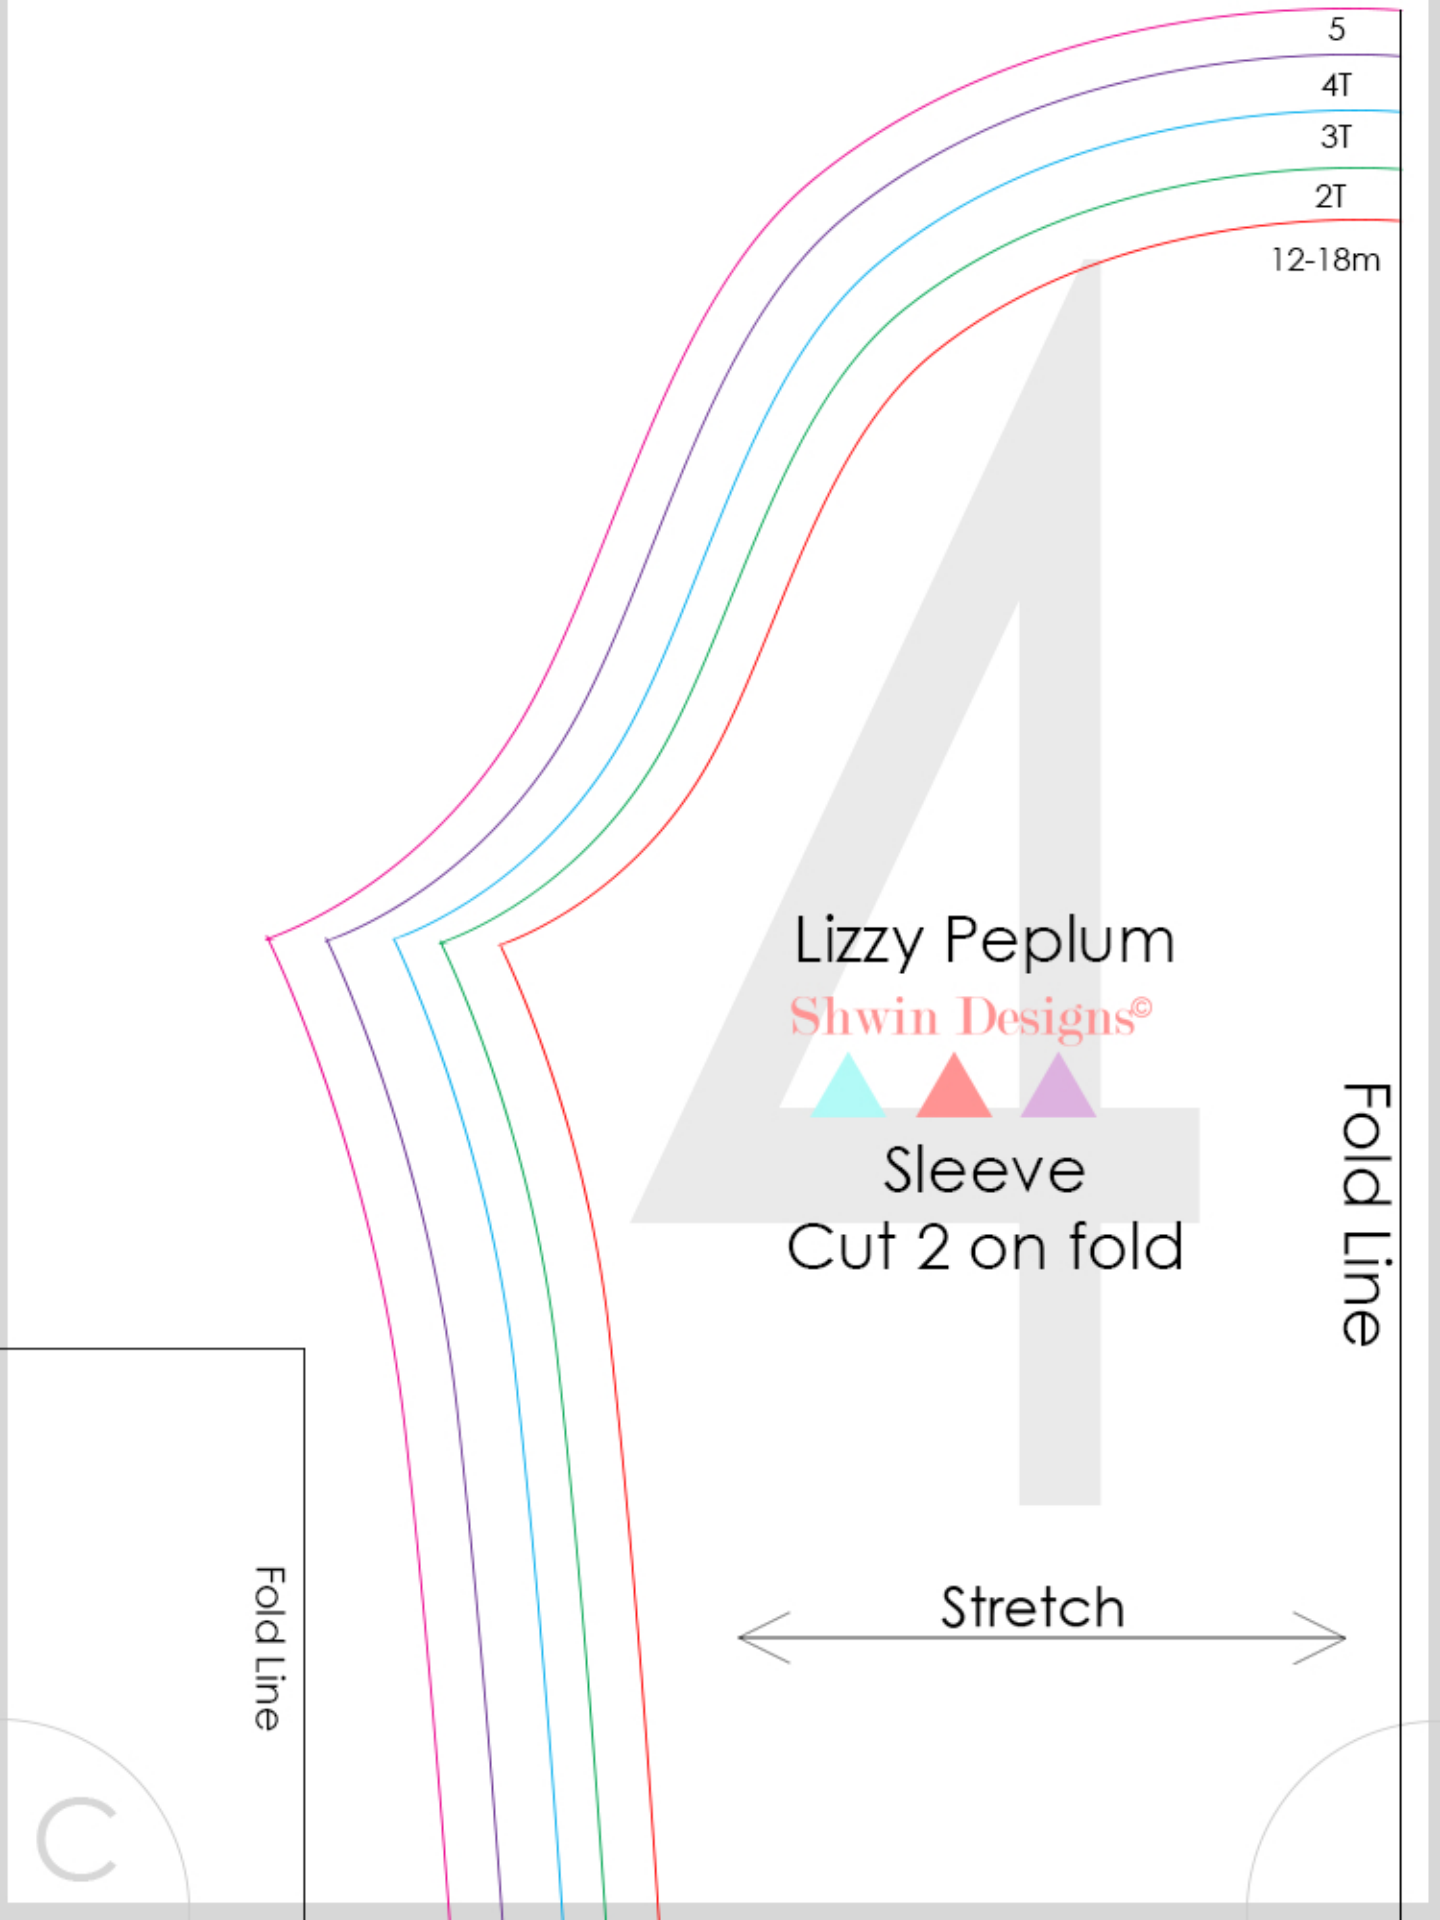 5
4T
3T
2T
12-18m
4
Lizzy Peplum
Shwin Designs©
Sleeve
Cut 2 on fold
Fold Line
Stretch
Fold Line
C